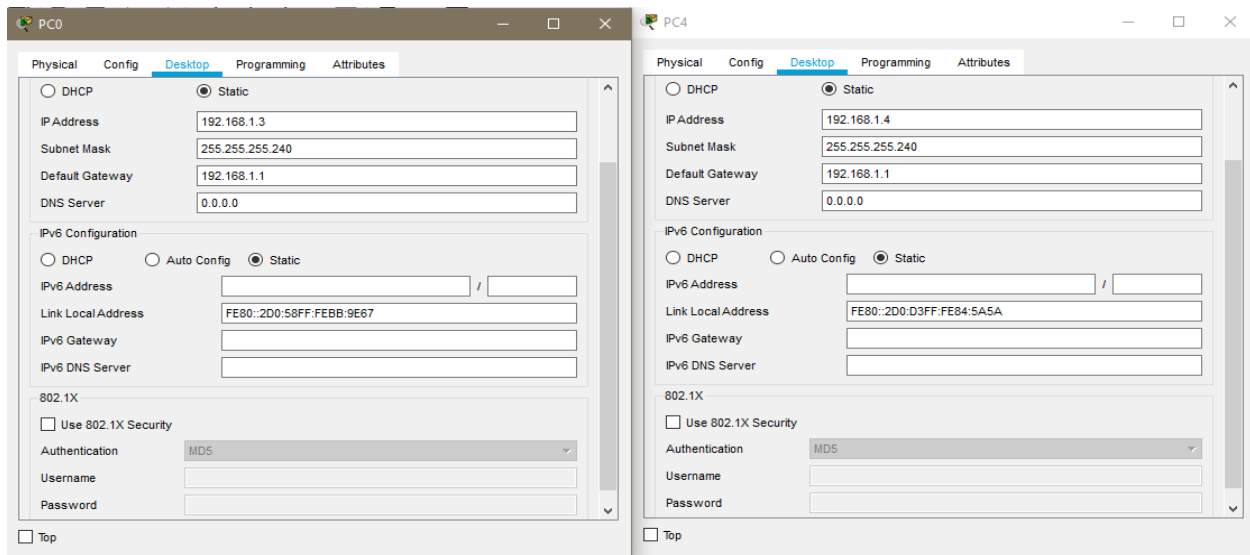 PC0
Physical Config Desktop Programming Attributes
DHCP Static
IP Address 192.168.1.3
Subnet Mask 255.255.255.240
Default Gateway 192.168.1.1
DNS Server 0.0.0.0
IPv6 Configuration
DHCP Auto Config Static
IPv6 Address /
Link Local Address FE80::2D0:58FF:FEBB:9E67
IPv6 Gateway
IPv6 DNS Server
802.1X
Use 802.1X Security
Authentication MD5
Username
Password
Top
PC4
Physical Config Desktop Programming Attributes
DHCP Static
IP Address 192.168.1.4
Subnet Mask 255.255.255.240
Default Gateway 192.168.1.1
DNS Server 0.0.0.0
IPv6 Configuration
DHCP Auto Config Static
IPv6 Address /
Link Local Address FE80::2D0:D3FF:FE84:5A5A
IPv6 Gateway
IPv6 DNS Server
802.1X
Use 802.1X Security
Authentication MD5
Username
Password
Top